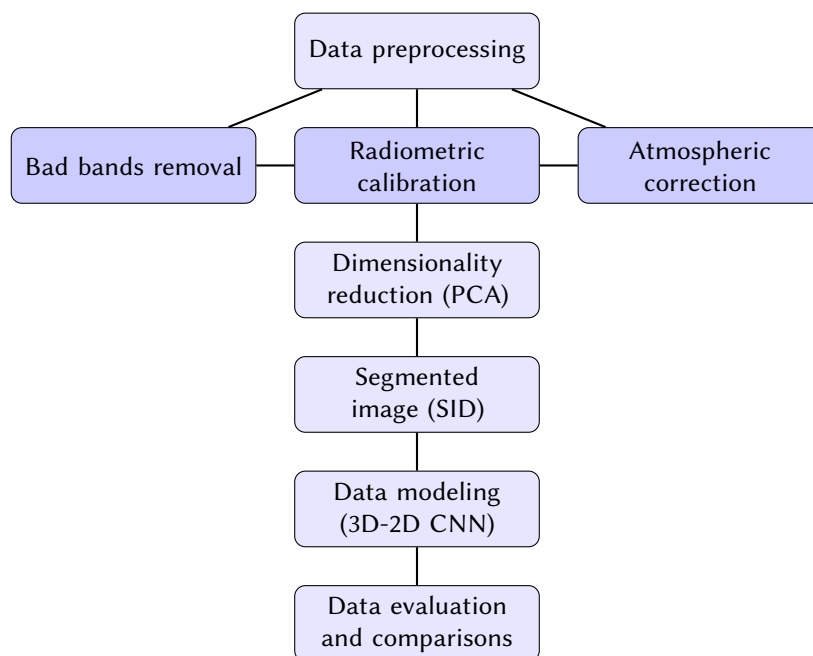 Data preprocessing
Bad bands removal
Radiometric
calibration
Atmospheric
correction
Dimensionality
reduction (PCA)
Segmented
image (SID)
Data modeling
(3D-2D CNN)
Data evaluation
and comparisons